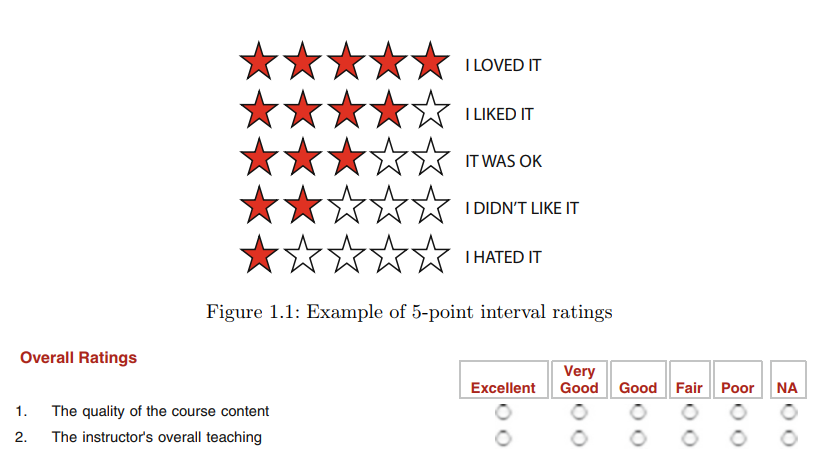 I LOVED IT
I LIKED IT
IT WAS OK
I DIDN'T LIKE IT
I HATED IT
Figure 1.1: Example of 5-point interval ratings
Overall Ratings
Excellent Very Good Good Fair Poor NA
1. The quality of the course content
2. The instructor's overall teaching